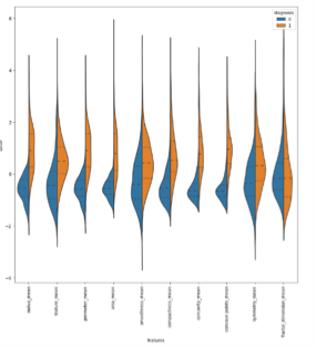 diagnosis
0
1
6
4
2
0
−2
−4
radius_mean
texture_mean
perimeter_mean
area_mean
smoothness_mean
compactness_mean
concavity_mean
concave points_mean
symmetry_mean
fractal_dimension_mean
features